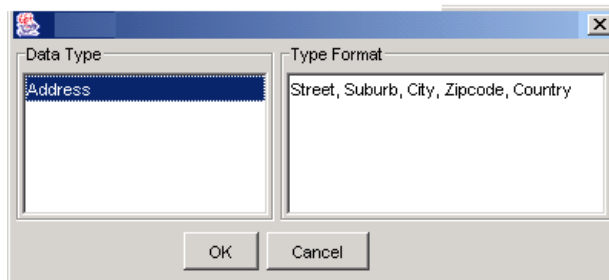 Data Type
Type Format
Address
Street, Suburb, City, Zipcode, Country
OK
Cancel